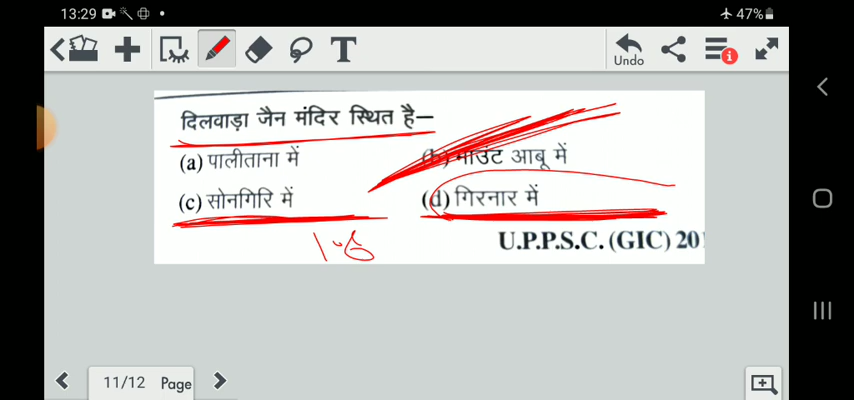 13:29
47%
Undo
T
i
दिलवाड़ा जैन मंदिर स्थित है–
(a) पालीताना में
(b) माउंट आबू में
(c) सोनगिरि में
(d) गिरनार में
U.P.P.S.C. (GIC) 20
11/12 Page